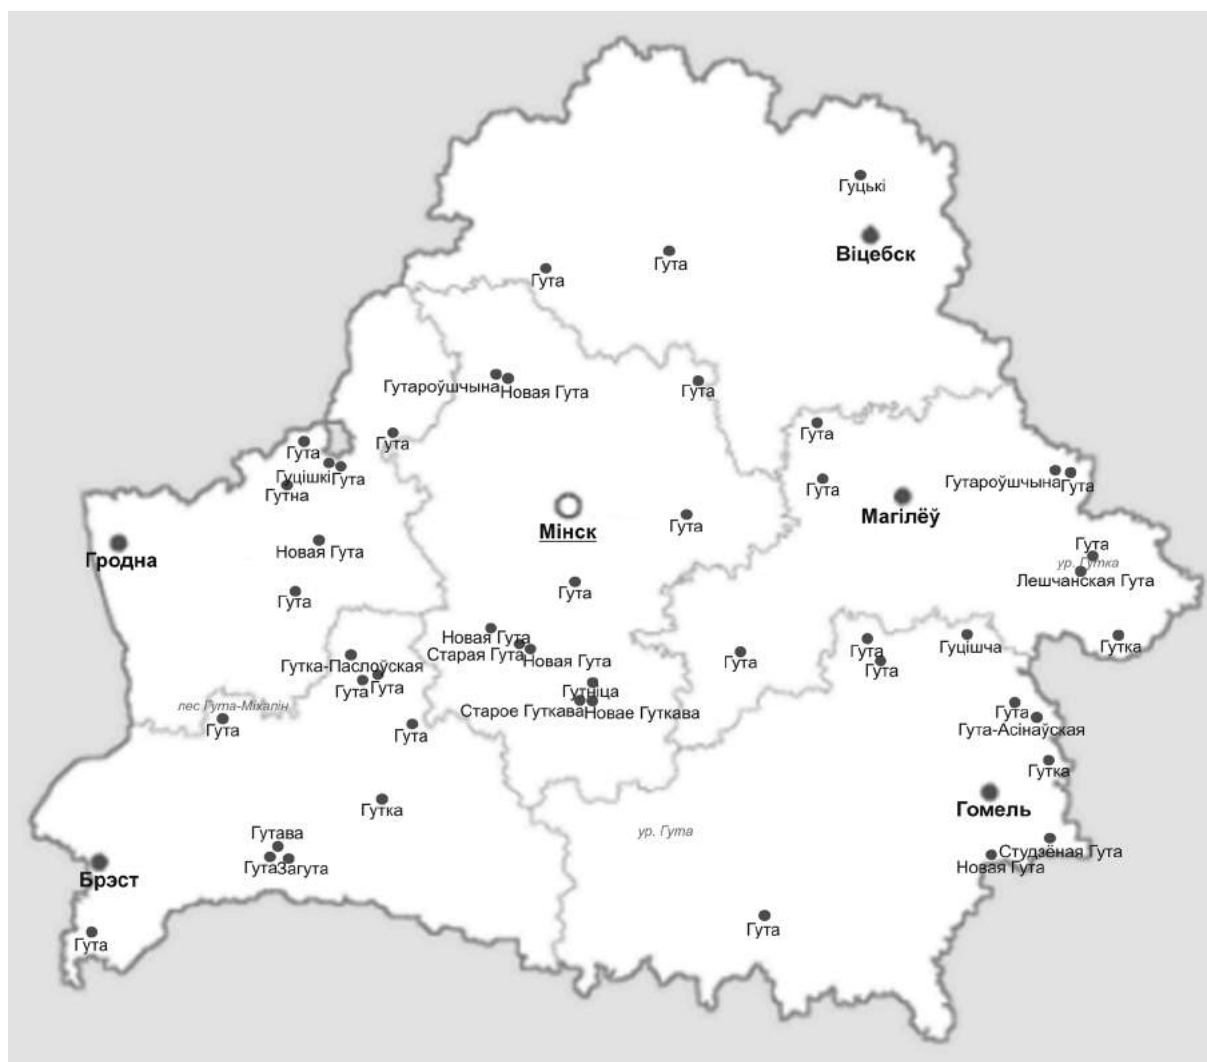 Гуцькі
Віцебск
Гута
Гута
Гутароўшчына
Новая Гута
Гута
Гута
Гута
Гута
Гуцішкі
Гута
Гутна
Гута
Гутароўшчына
Гута
Магілёў
Мінск
Гута
Гродна
Новая Гута
Гута
ур. Гутка
Лешчанская Гута
Гута
Гута
Новая Гута
Старая Гута
Новая Гута
Гута
Гута
Гута
Гуцішча
Гутка
Гутка-Паслоўская
Гута
Гута
Гутніца
лес Гута-Міхалін
Старое Гуткава
Новае Гуткава
Гута
Гута
Гута
Гута-Асінаўская
Гутка
Гутка
Гомель
ур. Гута
Гутава
Гута
Загута
Студзёная Гута
Новая Гута
Брэст
Гута
Гута